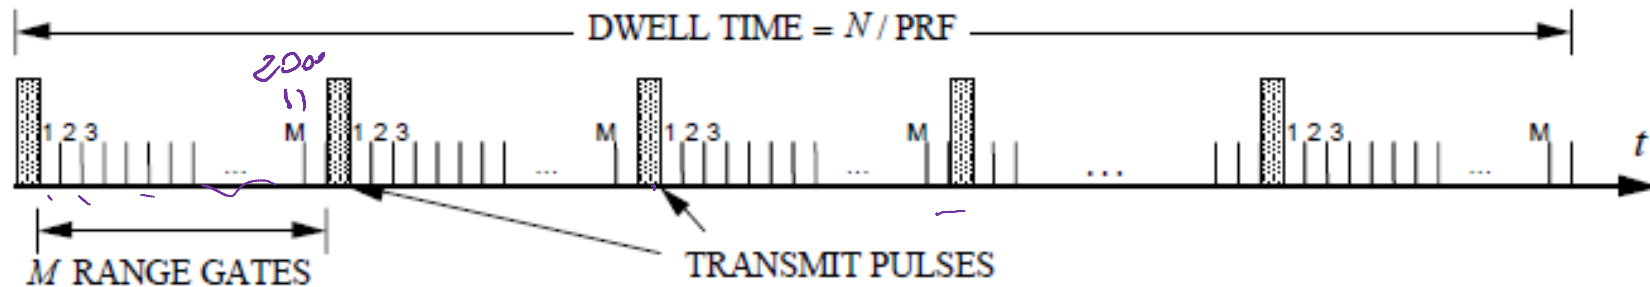 DWELL TIME = N / PRF
2000
1 2 3 ... M 1 2 3 ... M 1 2 3 ... M ... 1 2 3 ... M t
M RANGE GATES
TRANSMIT PULSES